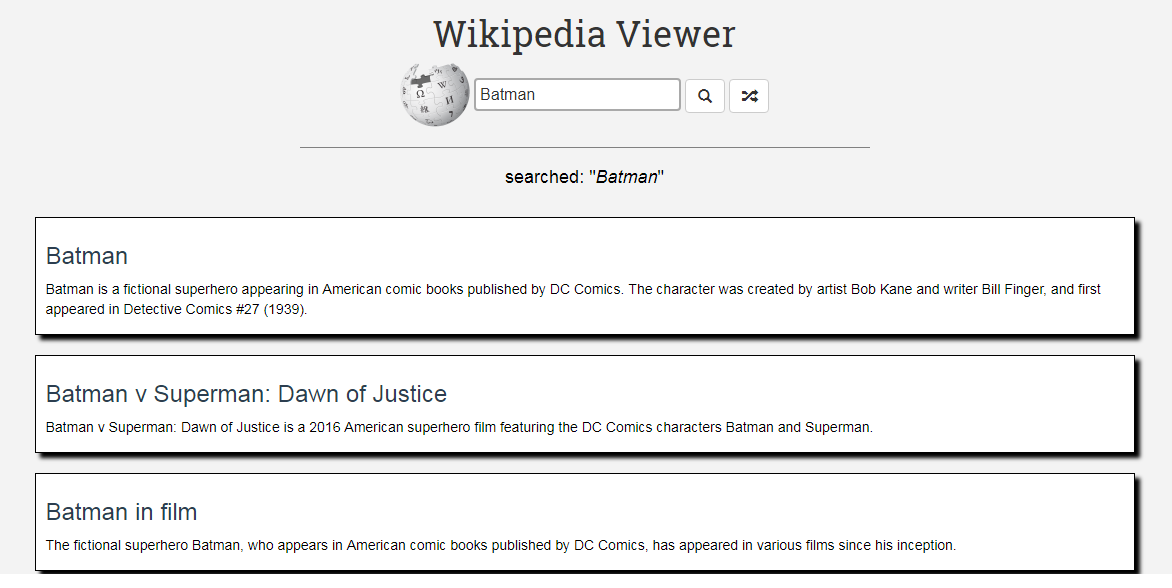 Wikipedia Viewer
Batman
searched: "Batman"
Batman
Batman is a fictional superhero appearing in American comic books published by DC Comics. The character was created by artist Bob Kane and writer Bill Finger, and first
appeared in Detective Comics #27 (1939).
Batman v Superman: Dawn of Justice
Batman v Superman: Dawn of Justice is a 2016 American superhero film featuring the DC Comics characters Batman and Superman.
Batman in film
The fictional superhero Batman, who appears in American comic books published by DC Comics, has appeared in various films since his inception.